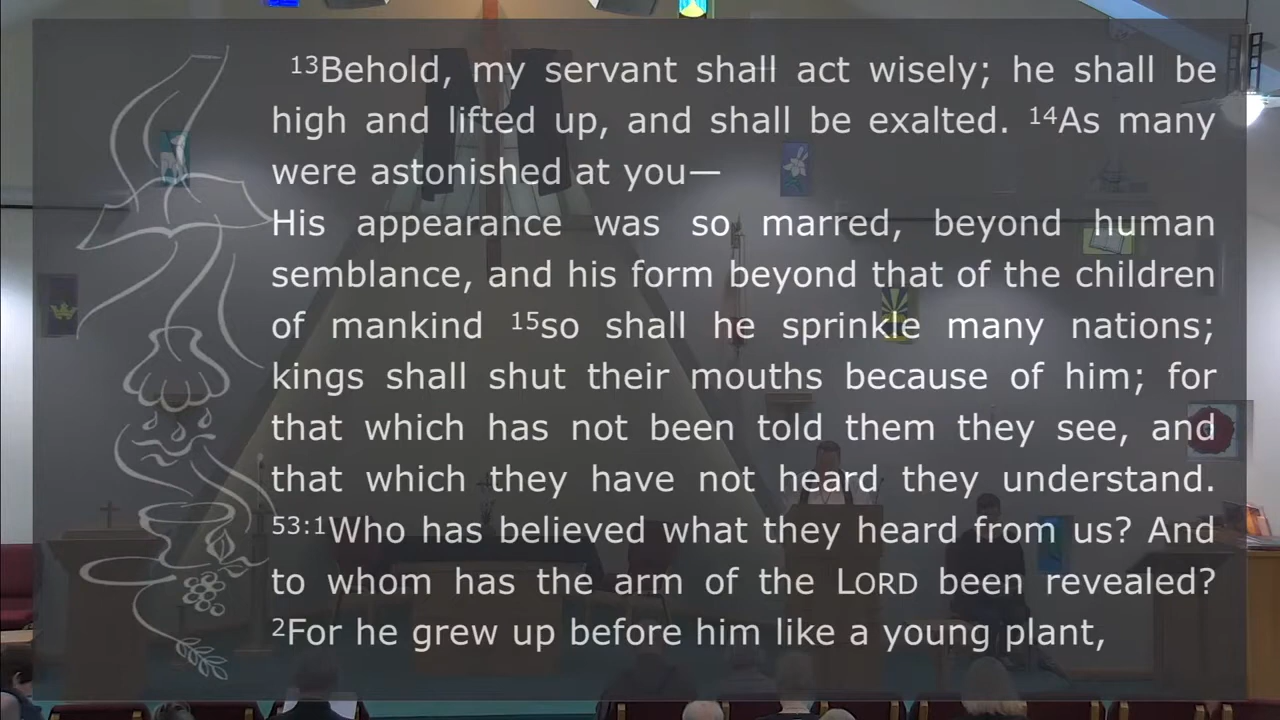 13Behold, my servant shall act wisely; he shall be
high and lifted up, and shall be exalted. 14As many
were astonished at you—
His appearance was so marred, beyond human
semblance, and his form beyond that of the children
of mankind 15so shall he sprinkle many nations;
kings shall shut their mouths because of him; for
that which has not been told them they see, and
that which they have not heard they understand.
53:1Who has believed what they heard from us? And
to whom has the arm of the LORD been revealed?
2For he grew up before him like a young plant,